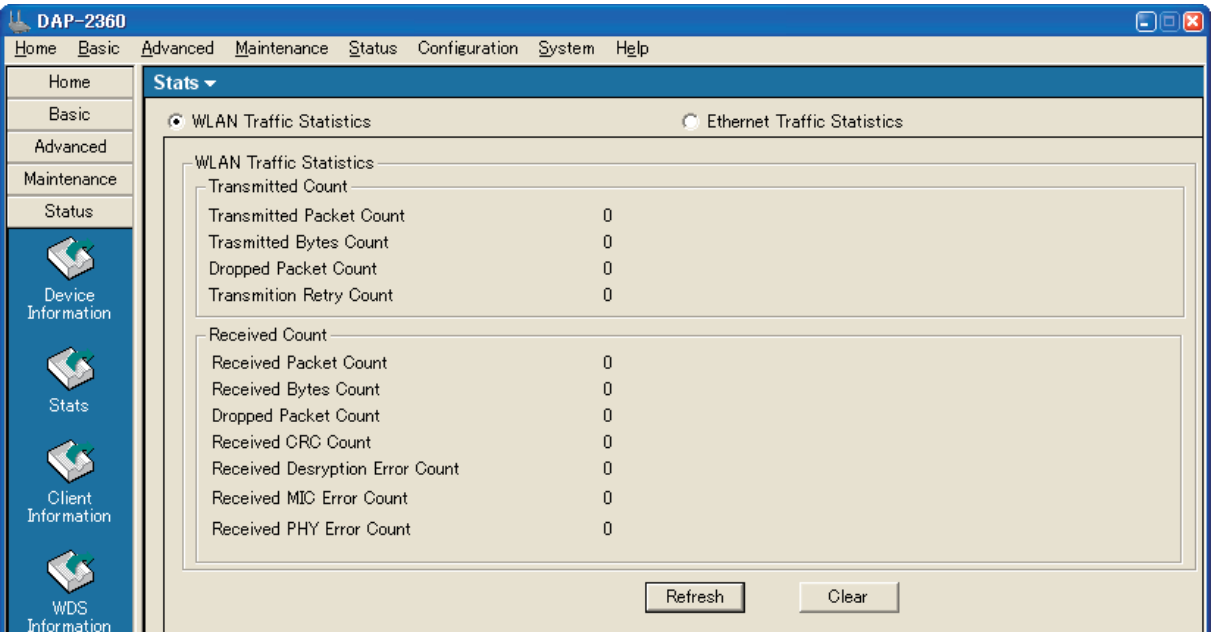 DAP-2360
Home Basic Advanced Maintenance Status Configuration System Help
Home
Basic
Advanced
Maintenance
Status
Device
Information
Stats
Client
Information
WDS
Information
Stats
WLAN Traffic Statistics Ethernet Traffic Statistics
WLAN Traffic Statistics
Transmitted Count
Transmitted Packet Count 0
Trasmitted Bytes Count 0
Dropped Packet Count 0
Transmition Retry Count 0
Received Count
Received Packet Count 0
Received Bytes Count 0
Dropped Packet Count 0
Received CRC Count 0
Received Desryption Error Count 0
Received MIC Error Count 0
Received PHY Error Count 0
Refresh Clear